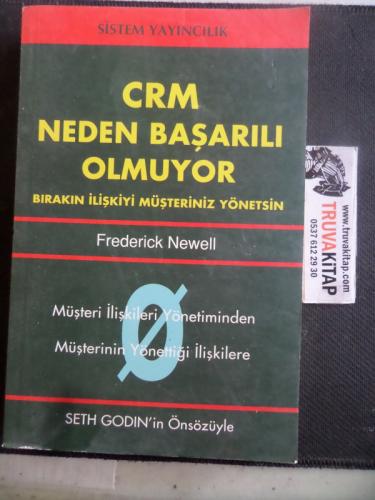 SİSTEM YAYINCILIK
CRM
NEDEN BAŞARILI
OLMUYOR
BIRAKIN İLİŞKİYİ MÜŞTERİNİZ YÖNETSİN
Frederick Newell
Müşteri İlişkileri Yönetiminden
Müşterinin Yönettiği İlişkilere
SETH GODIN'in Önsözüyle
www.truvakitap.com
TRUVAKİTAP
0537 612 29 30